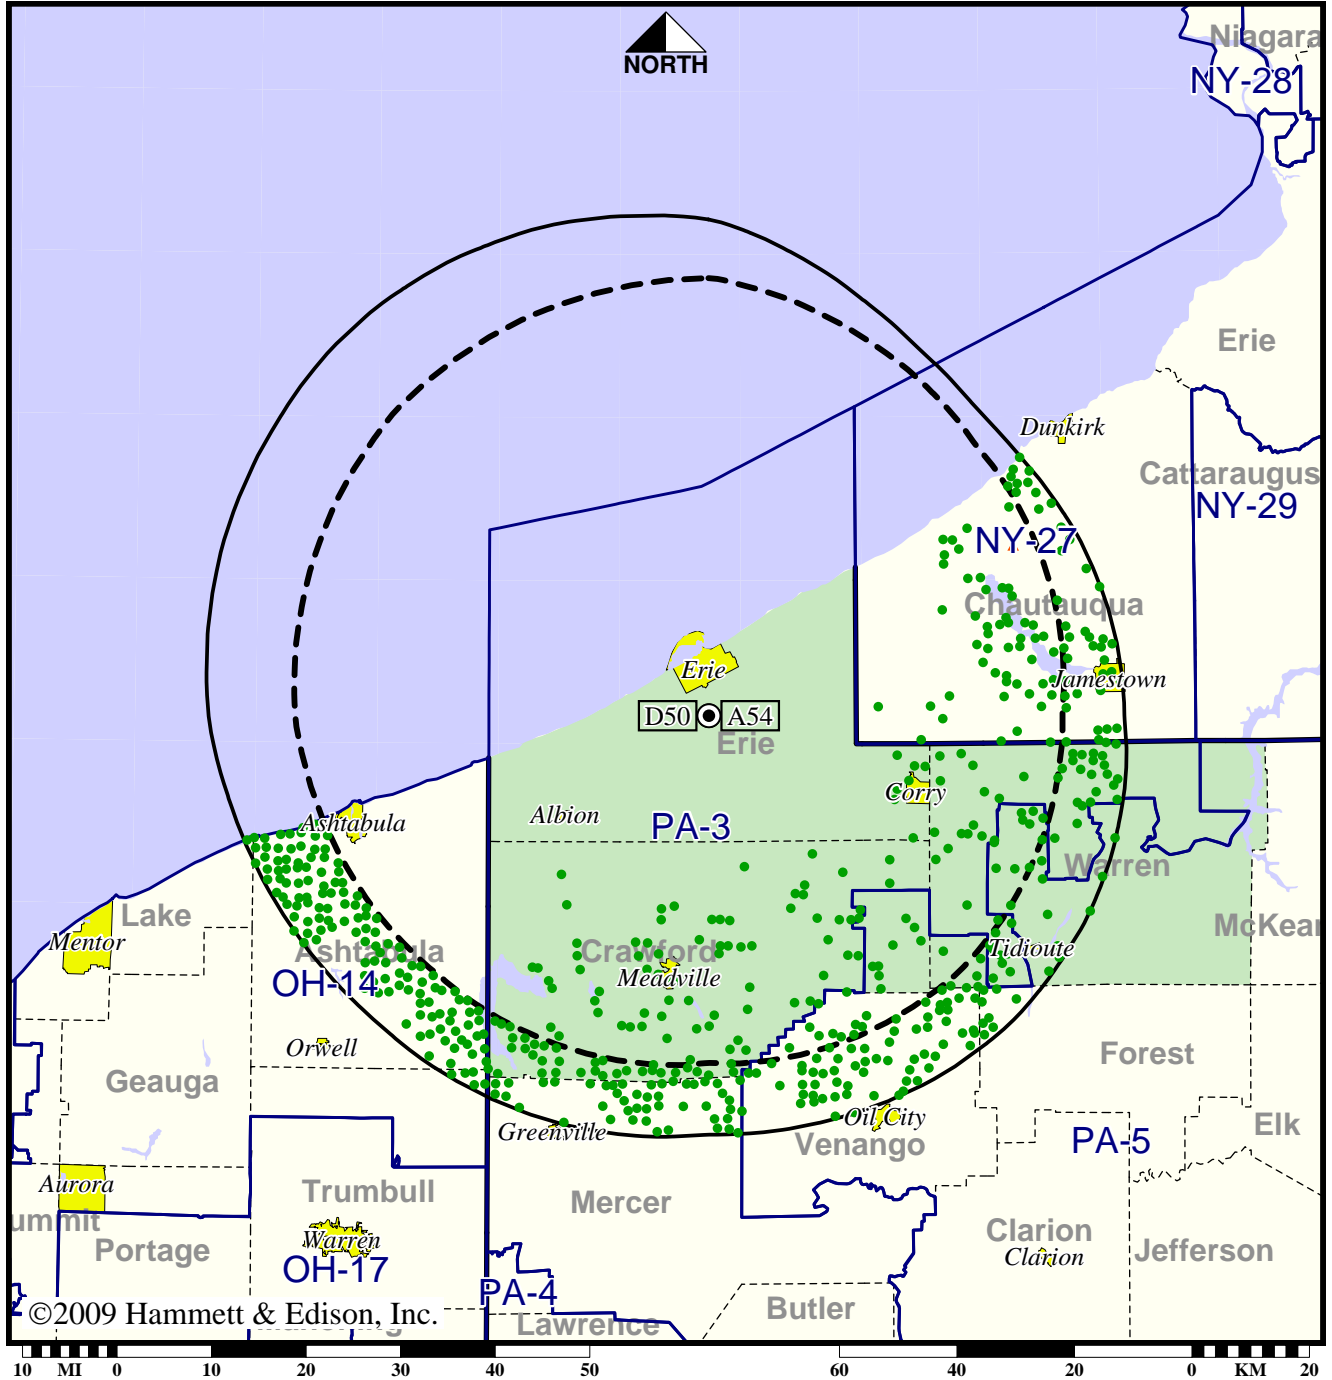 Niagara
NORTH
NY-28
Erie
Dunkirk
Cattaraugus
NY-29
NY-27
Chautauqua
Erie
Jamestown
D50
A54
Erie
Corry
Albion
Ashtabula
PA-3
Warren
Lake
McKean
Mentor
Ashtabula
Crawford
Tidioute
OH-14
Meadville
Orwell
Forest
Geauga
Oil City
Greenville
Venango
Elk
PA-5
Aurora
Trumbull
Mercer
ummit
Warren
Clarion
Portage
Clarion
Jefferson
OH-17
PA-4
Butler
©2009 Hammett & Edison, Inc.
Lawrence
10 MI 0 10 20 30 40 50 60 40 20 0 KM 20